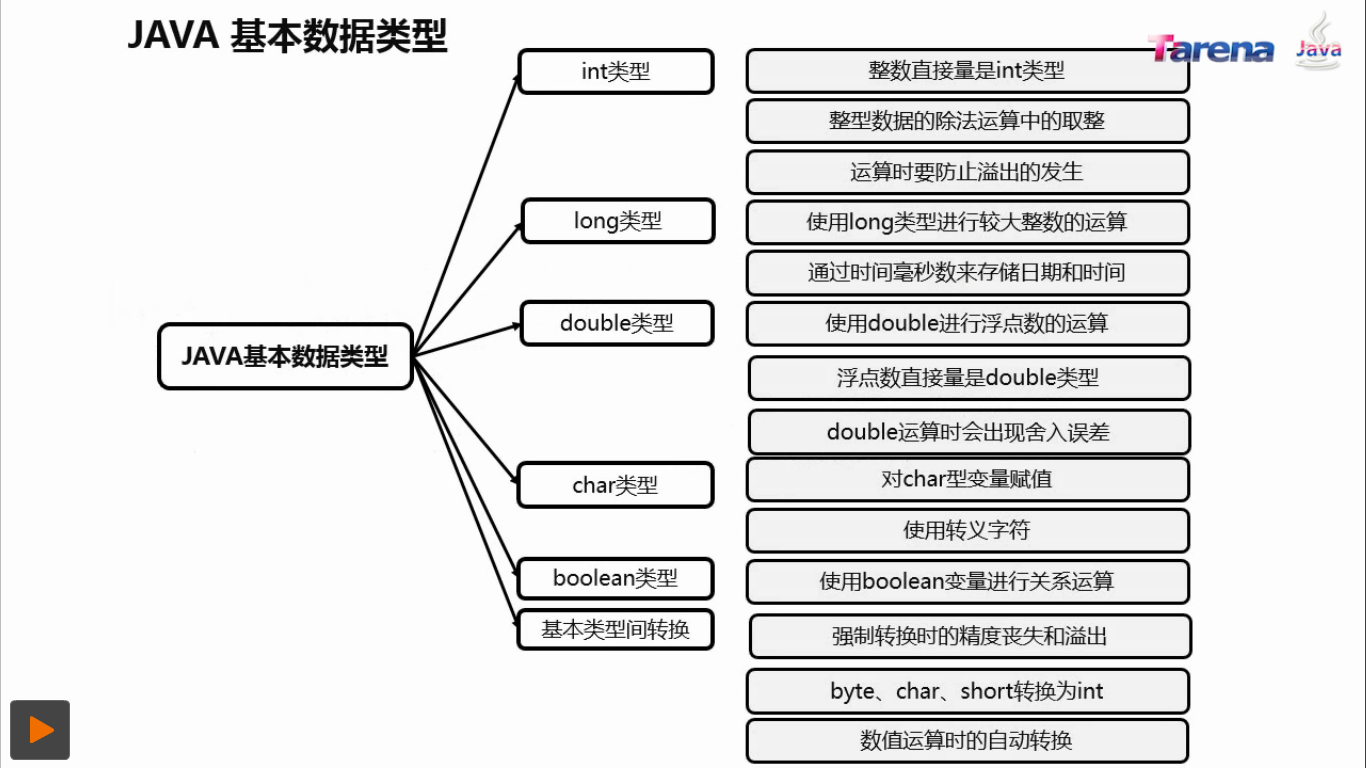 JAVA 基本数据类型
Tarena
Java
int类型
整数直接量是int类型
整型数据的除法运算中的取整
运算时要防止溢出的发生
long类型
使用long类型进行较大整数的运算
通过时间毫秒数来存储日期和时间
double类型
使用double进行浮点数的运算
JAVA基本数据类型
浮点数直接量是double类型
double运算时会出现舍入误差
char类型
对char型变量赋值
使用转义字符
boolean类型
使用boolean变量进行关系运算
基本类型间转换
强制转换时的精度丧失和溢出
byte、char、short转换为int
数值运算时的自动转换